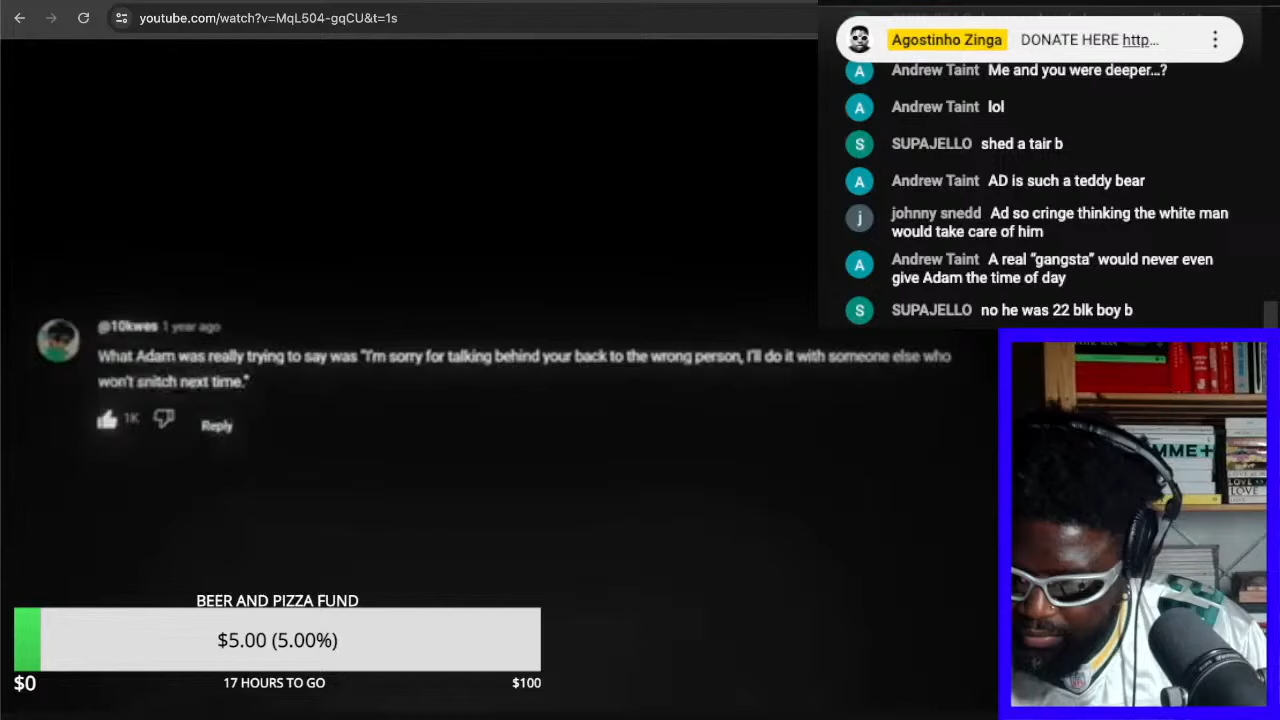 youtube.com/watch?v=MqL504-gqCU&t=1s
Agostinho Zinga DONATE HERE http...
Andrew Taint Me and you were deeper...?
Andrew Taint lol
SUPAJELLO shed a tair b
Andrew Taint AD is such a teddy bear
johnny snedd Ad so cringe thinking the white man
would take care of him
Andrew Taint A real “gangsta” would never even
give Adam the time of day
SUPAJELLO no he was 22 blk boy b
@10kwes 1 year ago
What Adam was really trying to say was "I'm sorry for talking behind your back to the wrong person, I'll do it with someone else who
won't snitch next time."
1K Reply
BEER AND PIZZA FUND
$5.00 (5.00%)
$0 17 HOURS TO GO $100
MME+
LOVE
LOVE